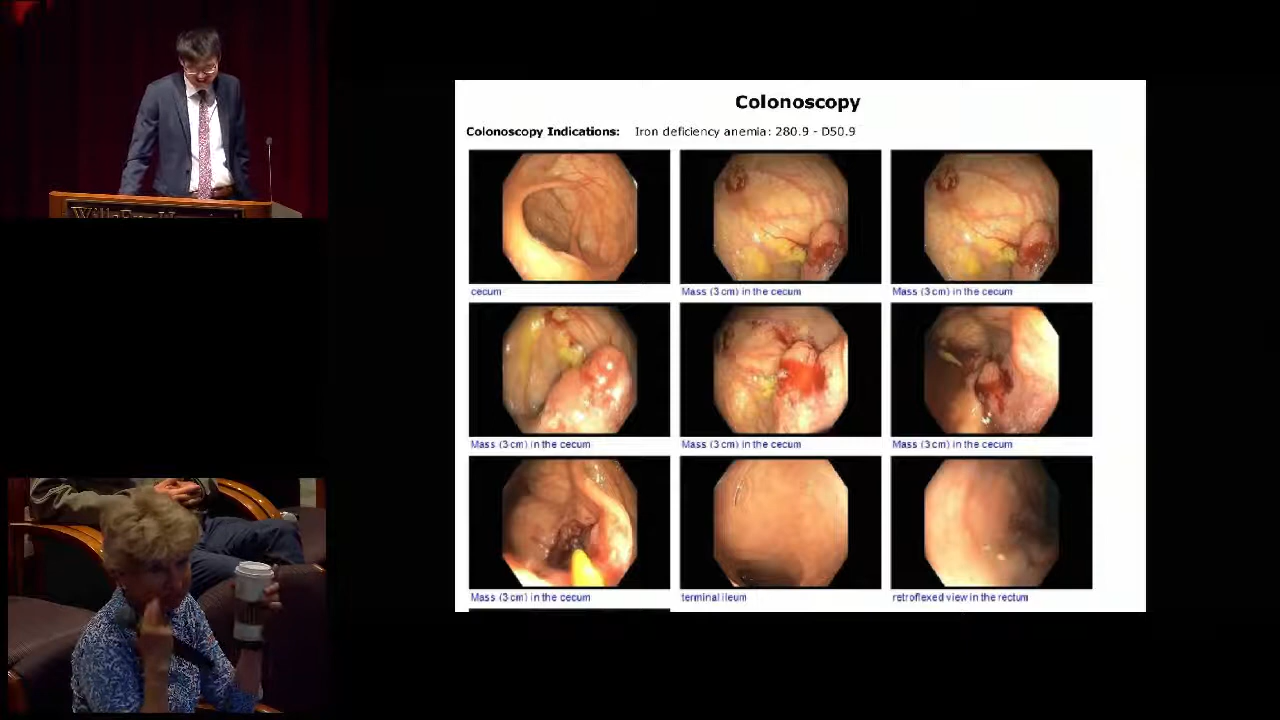 Colonoscopy
Colonoscopy Indications: Iron deficiency anemia: 280.9 - D50.9
cecum
Mass (3 cm) in the cecum
Mass (3 cm) in the cecum
Mass (3 cm) in the cecum
Mass (3 cm) in the cecum
Mass (3 cm) in the cecum
Mass (3 cm) in the cecum
terminal ileum
retroflexed view in the rectum